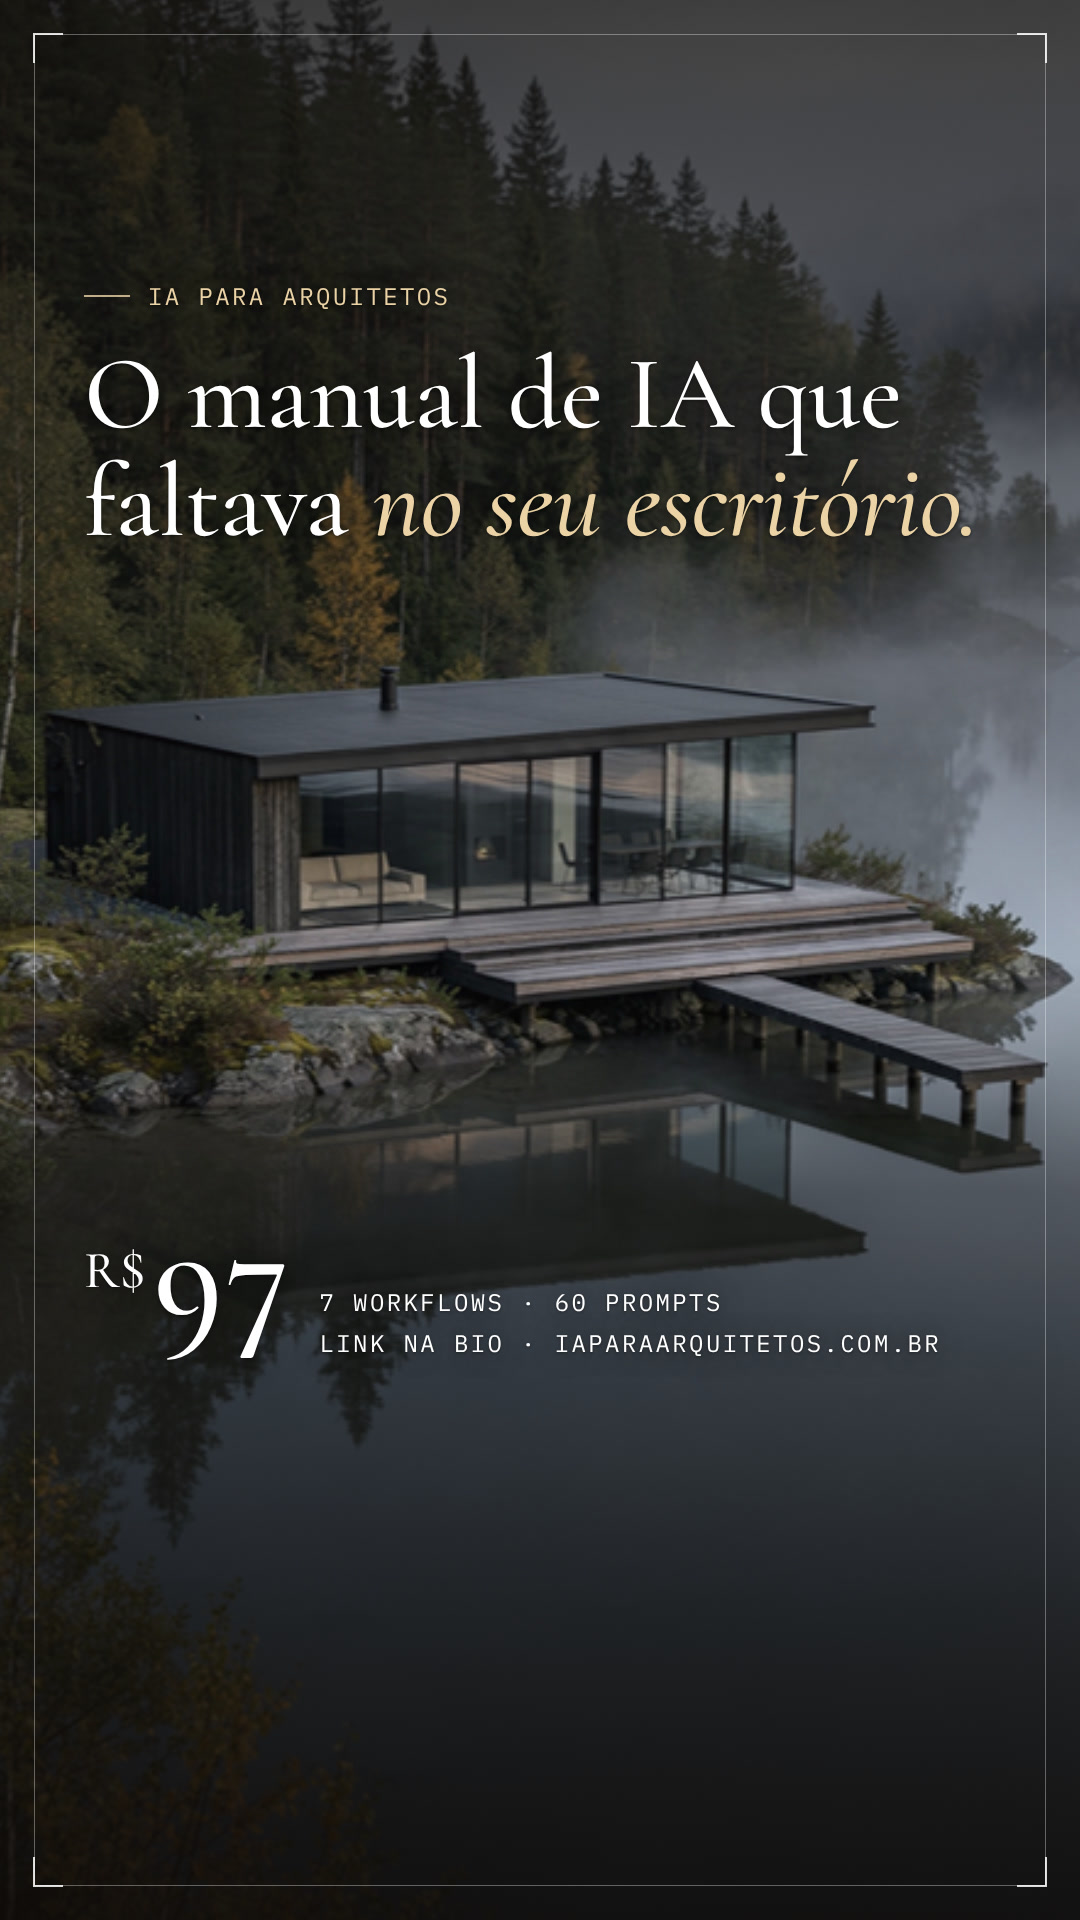 IA PARA ARQUITETOS
O manual de IA que
faltava no seu escritório.
R$ 97
7 WORKFLOWS · 60 PROMPTS
LINK NA BIO · IAPARAARQUITETOS.COM.BR